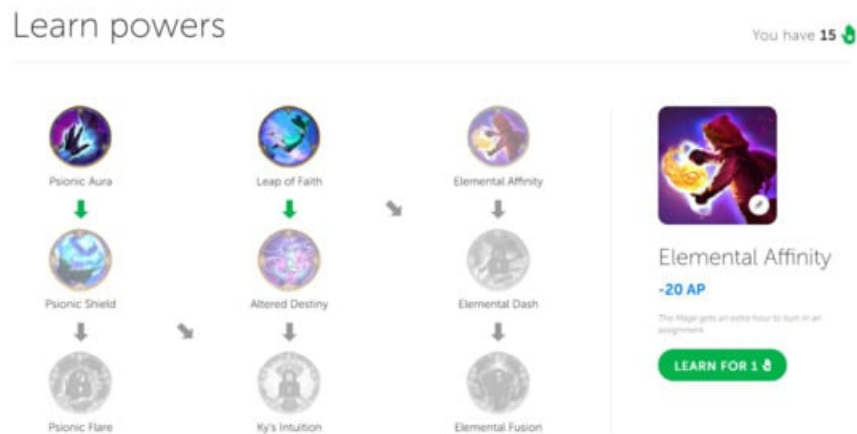 Learn powers
You have 15
Psionic Aura
Leap of Faith
Elemental Affinity
Psionic Shield
Altered Destiny
Elemental Dash
Psionic Flare
Ky's Intuition
Elemental Fusion
Elemental Affinity
-20 AP
The Mage gets an extra hour to turn in an
assignment
LEARN FOR 1